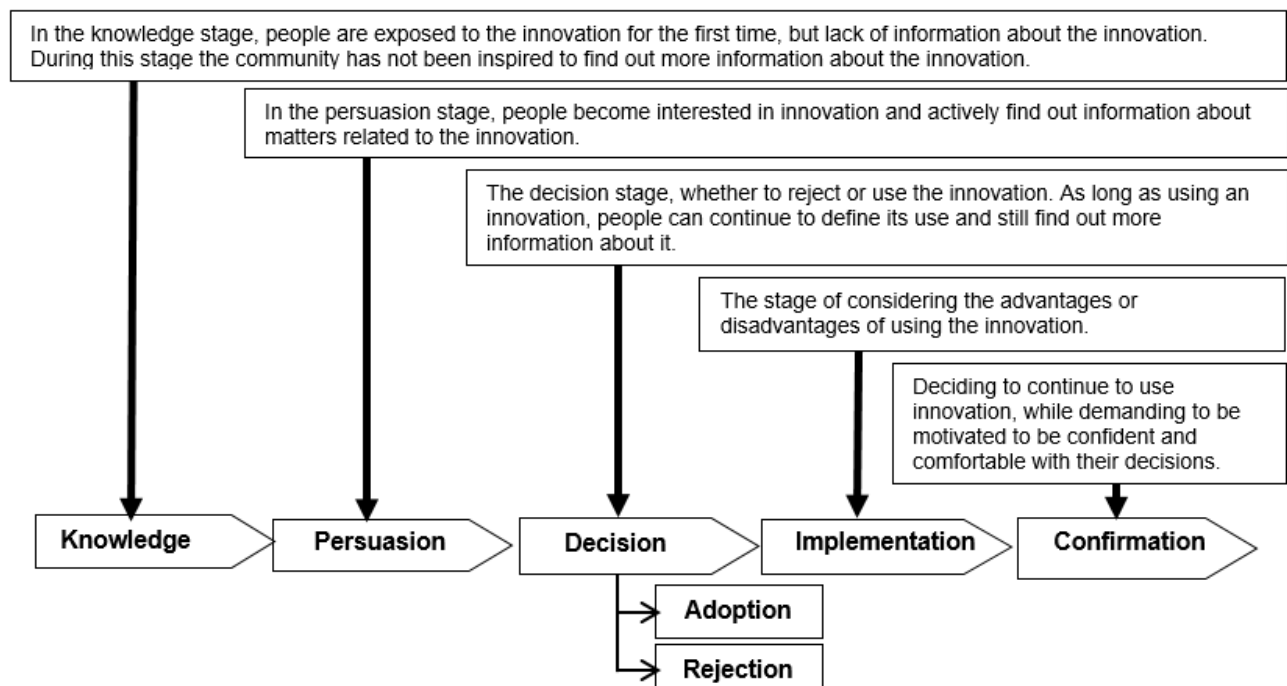 In the knowledge stage, people are exposed to the innovation for the first time, but lack of information about the innovation.
During this stage the community has not been inspired to find out more information about the innovation.
In the persuasion stage, people become interested in innovation and actively find out information about
matters related to the innovation.
The decision stage, whether to reject or use the innovation. As long as using an
innovation, people can continue to define its use and still find out more
information about it.
The stage of considering the advantages or
disadvantages of using the innovation.
Deciding to continue to use
innovation, while demanding to be
motivated to be confident and
comfortable with their decisions.
Knowledge
Persuasion
Decision
Implementation
Confirmation
Adoption
Rejection